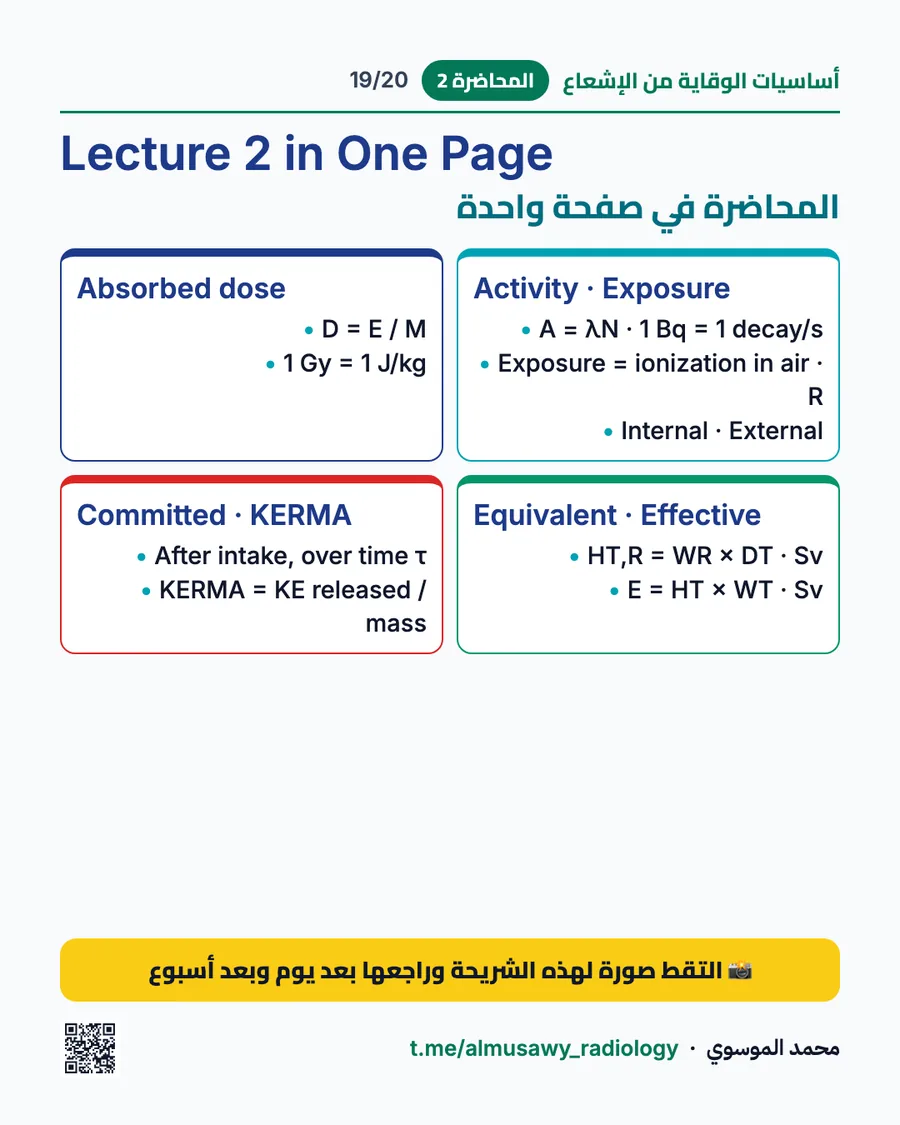 أساسيات الوقاية من الإشعاع
المحاضرة 2
19/20
Lecture 2 in One Page
المحاضرة في صفحة واحدة
Activity · Exposure
• A = λN · 1 Bq = 1 decay/s
• Exposure = ionization in air ·
R
• Internal · External
Absorbed dose
• D = E / M
• 1 Gy = 1 J/kg
Equivalent · Effective
• HT,R = WR × DT · Sv
• E = HT × WT · Sv
Committed · KERMA
• After intake, over time τ
• KERMA = KE released /
mass
📸 التقط صورة لهذه الشريحة وراجعها بعد يوم وبعد أسبوع
محمد الموسوي · t.me/almusawy_radiology